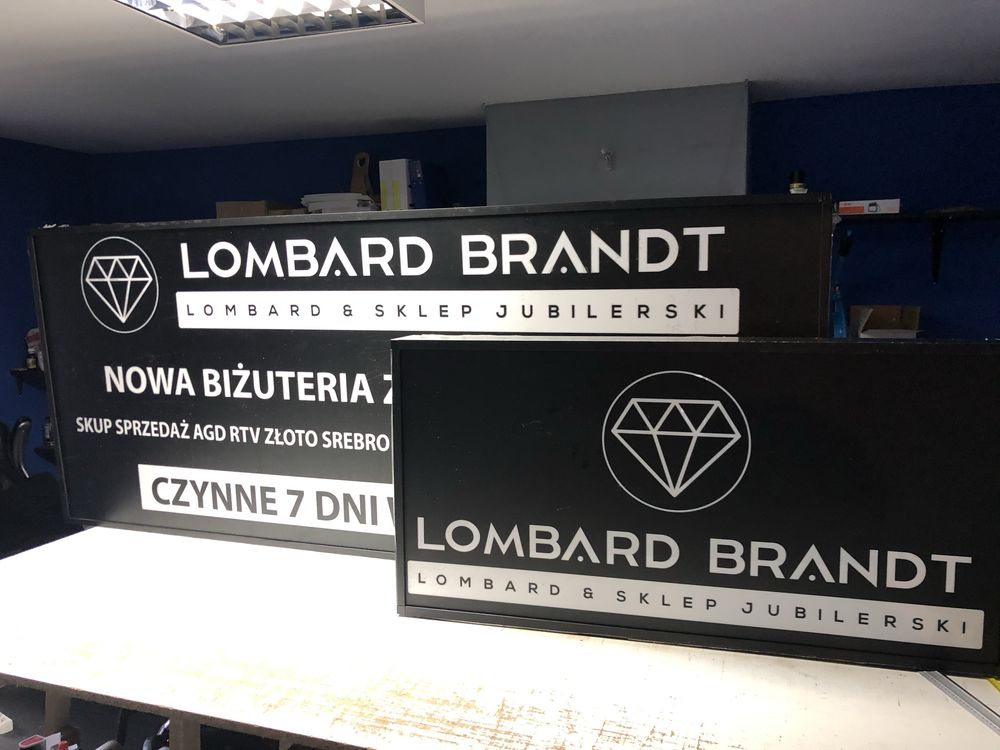 LOMBARD BRANDT
LOMBARD & SKLEP JUBILERSKI
NOWA BIŻUTERIA
SKUP SPRZEDAŻ AGD RTV ZŁOTO SREBRO
CZYNNE 7 DNI
LOMBARD BRANDT
LOMBARD & SKLEP JUBILERSKI